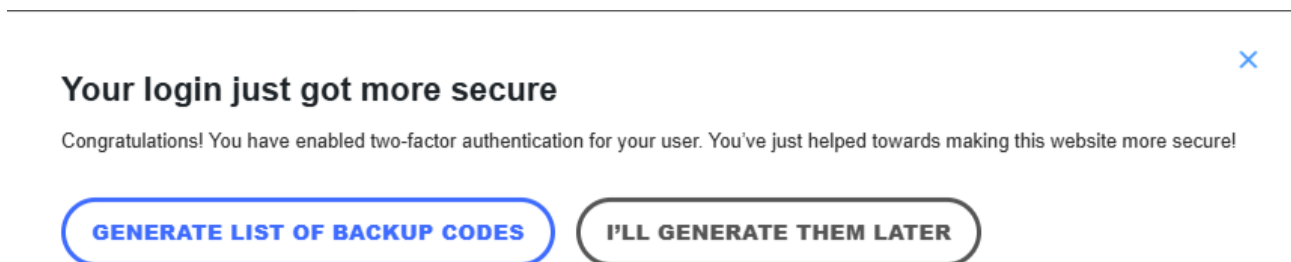 Your login just got more secure
Congratulations! You have enabled two-factor authentication for your user. You’ve just helped towards making this website more secure!
GENERATE LIST OF BACKUP CODES
I’LL GENERATE THEM LATER